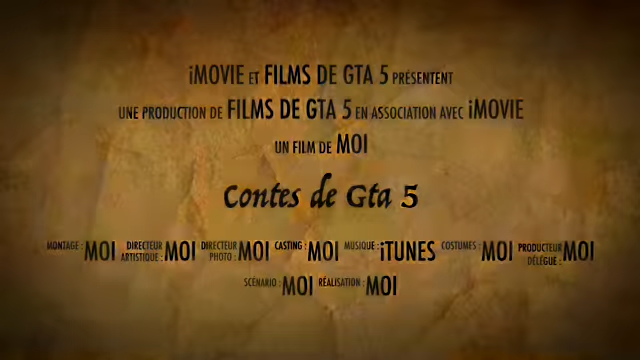 iMOVIE ET FILMS DE GTA 5 PRÉSENTENT
UNE PRODUCTION DE FILMS DE GTA 5 EN ASSOCIATION AVEC iMOVIE
UN FILM DE MOI
Contes de Gta 5
MONTAGE : MOI DIRECTEUR ARTISTIQUE : MOI DIRECTEUR PHOTO : MOI CASTING : MOI MUSIQUE : iTUNES COSTUMES : MOI PRODUCTEUR DÉLÉGUÉ : MOI
SCÉNARIO : MOI RÉALISATION : MOI